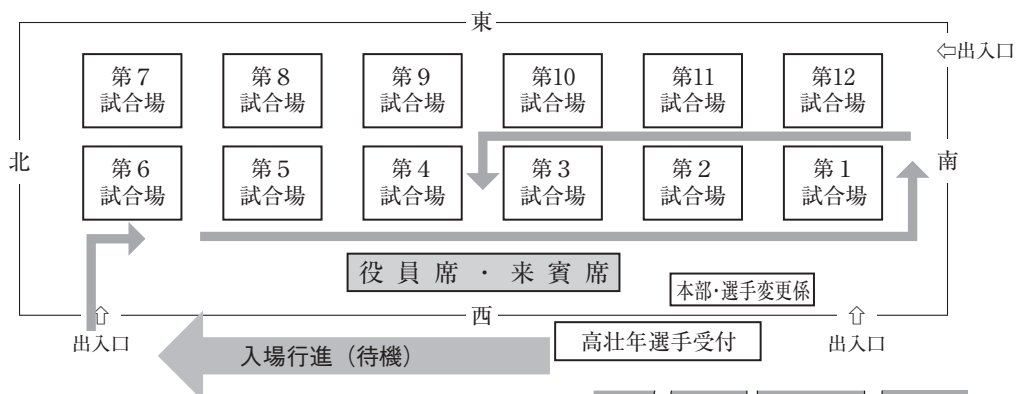 東
⇦出入口
第7
試合場
第8
試合場
第9
試合場
第10
試合場
第11
試合場
第12
試合場
北
南
第6
試合場
第5
試合場
第4
試合場
第3
試合場
第2
試合場
第1
試合場
役員席・来賓席
本部・選手変更係
西
⇧
出入口
⇧
出入口
高壮年選手受付
入場行進（待機）